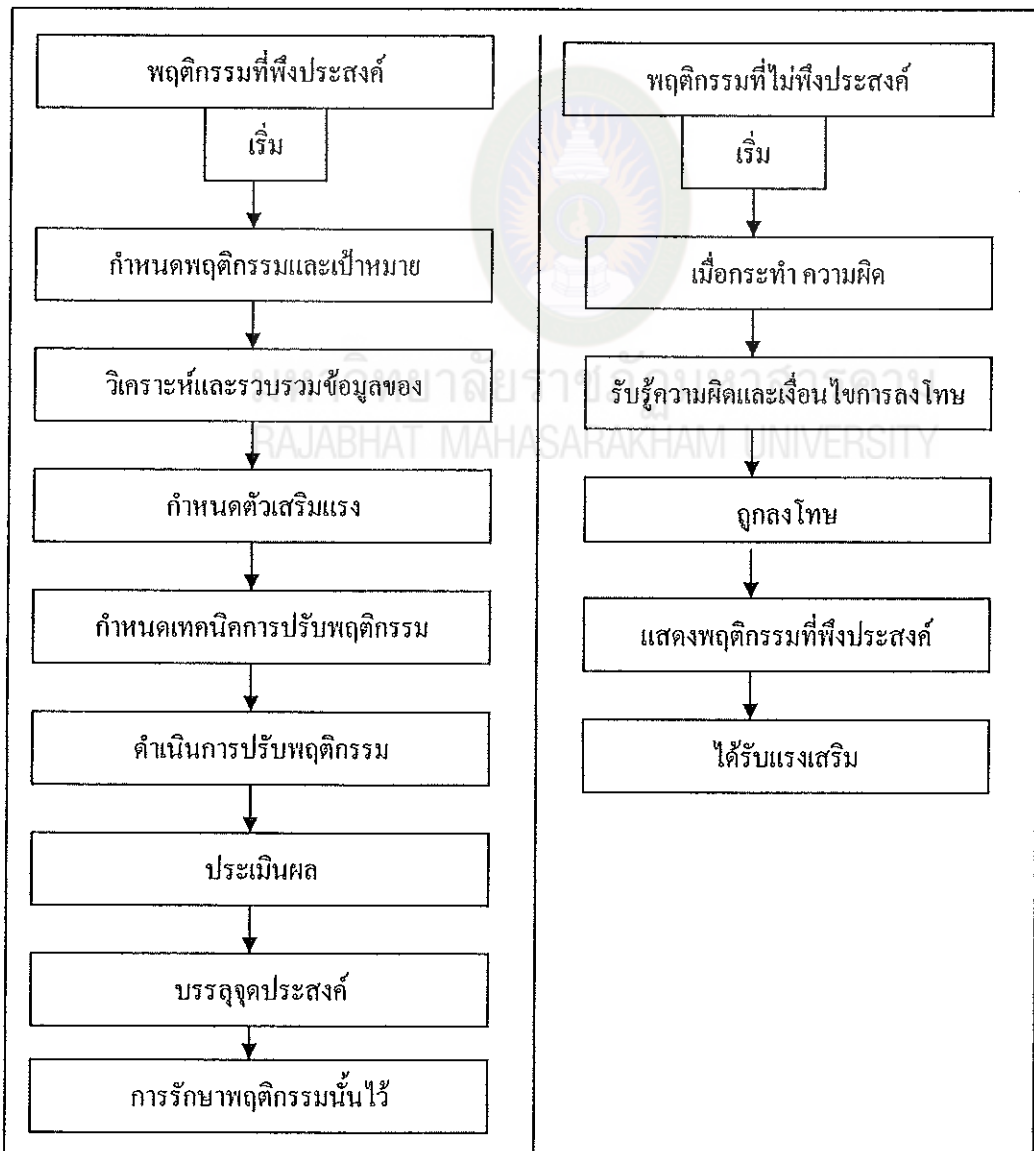 พฤติกรรมที่พึงประสงค์
เริ่ม
กำหนดพฤติกรรมและเป้าหมาย
วิเคราะห์และรวบรวมข้อมูลของ
กำหนดตัวเสริมแรง
กำหนดเทคนิคการปรับพฤติกรรม
ดำเนินการปรับพฤติกรรม
ประเมินผล
บรรลุจุดประสงค์
การรักษาพฤติกรรมนั้นไว้
พฤติกรรมที่ไม่พึงประสงค์
เริ่ม
เมื่อกระทำ ความผิด
รับรู้ความผิดและเงื่อนไขการลงโทษ
ถูกลงโทษ
แสดงพฤติกรรมที่พึงประสงค์
ได้รับแรงเสริม
มหาวิทยาลัยราชภัฏมหาสารคาม
RAJABHAT MAHASARAKHAM UNIVERSITY